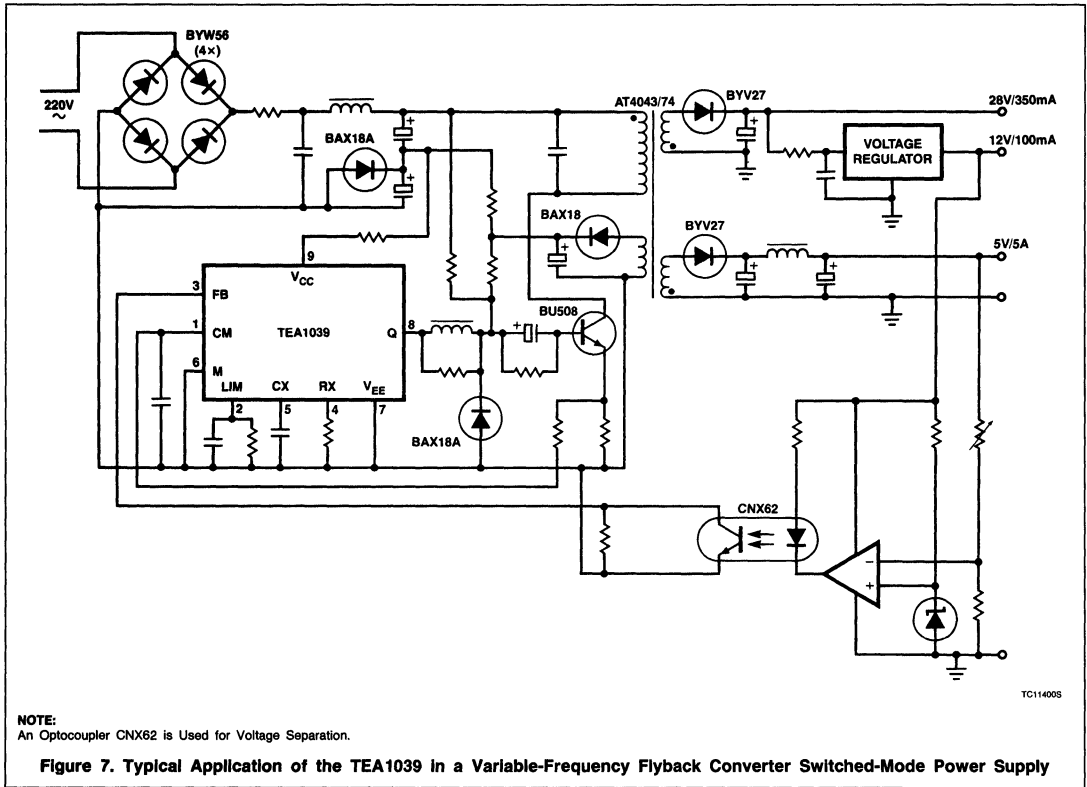 BYW56
(4×)
220V
~
BAX18A
AT4043/74
BYV27
28V/350mA
12V/100mA
VOLTAGE
REGULATOR
+
+
+
BAX18
BYV27
5V/5A
+
+
+
9
VCC
3
FB
1
CM
TEA1039
Q
8
6
M
LIM
CX
RX
VEE
2
5
4
7
+
BU508
BAX18A
CNX62
−
+
TC11400S
NOTE:
An Optocoupler CNX62 is Used for Voltage Separation.
Figure 7. Typical Application of the TEA1039 in a Variable-Frequency Flyback Converter Switched-Mode Power Supply